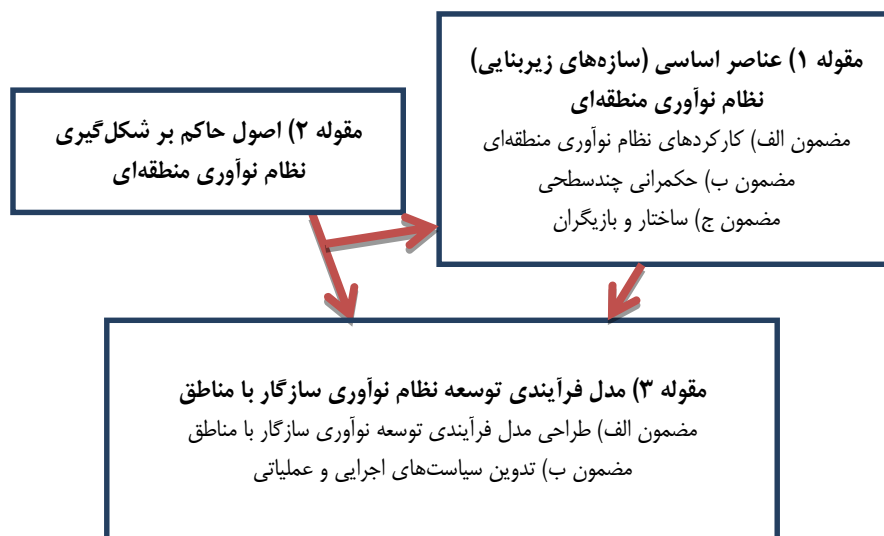 مقوله ۱) عناصر اساسی (سازه‌های زیربنایی)
نظام نوآوری منطقه‌ای
مضمون الف) کارکردهای نظام نوآوری منطقه‌ای
مضمون ب) حکمرانی چندسطحی
مضمون ج) ساختار و بازیگران
مقوله ۲) اصول حاکم بر شکل‌گیری
نظام نوآوری منطقه‌ای
مقوله ۳) مدل فرآیندی توسعه نظام نوآوری سازگار با مناطق
مضمون الف) طراحی مدل فرآیندی توسعه نوآوری سازگار با مناطق
مضمون ب) تدوین سیاست‌های اجرایی و عملیاتی